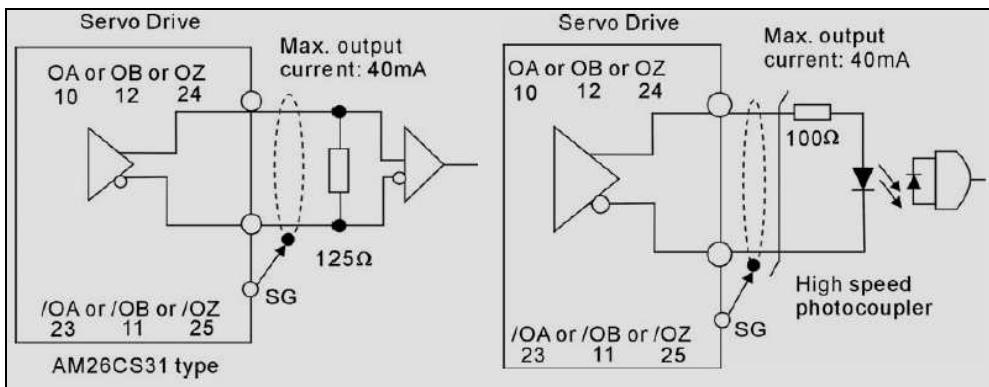 Servo Drive
Max. output
current: 40mA
OA or OB or OZ
10 12 24
125Ω
SG
/OA or /OB or /OZ
23 11 25
AM26CS31 type
Servo Drive
Max. output
current: 40mA
OA or OB or OZ
10 12 24
100Ω
High speed
photocoupler
SG
/OA or /OB or /OZ
23 11 25